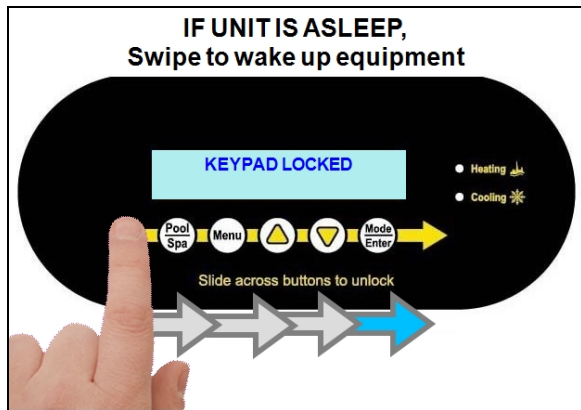 IF UNIT IS ASLEEP,
Swipe to wake up equipment
KEYPAD LOCKED
Heating
Cooling
Pool
Spa
Menu
Mode
Enter
Slide across buttons to unlock